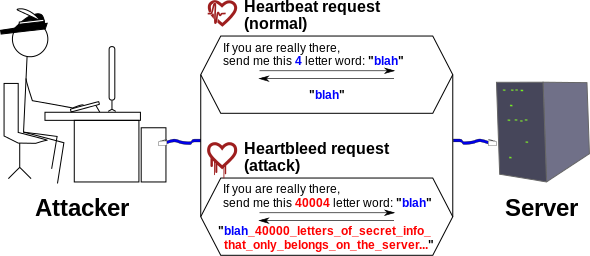 Heartbeat request
(normal)
If you are really there,
send me this 4 letter word: "blah"
"blah"
Heartbleed request
(attack)
If you are really there,
send me this 40004 letter word: "blah"
"blah_40000_letters_of_secret_info_
that_only_belongs_on_the_server..."
Attacker
Server